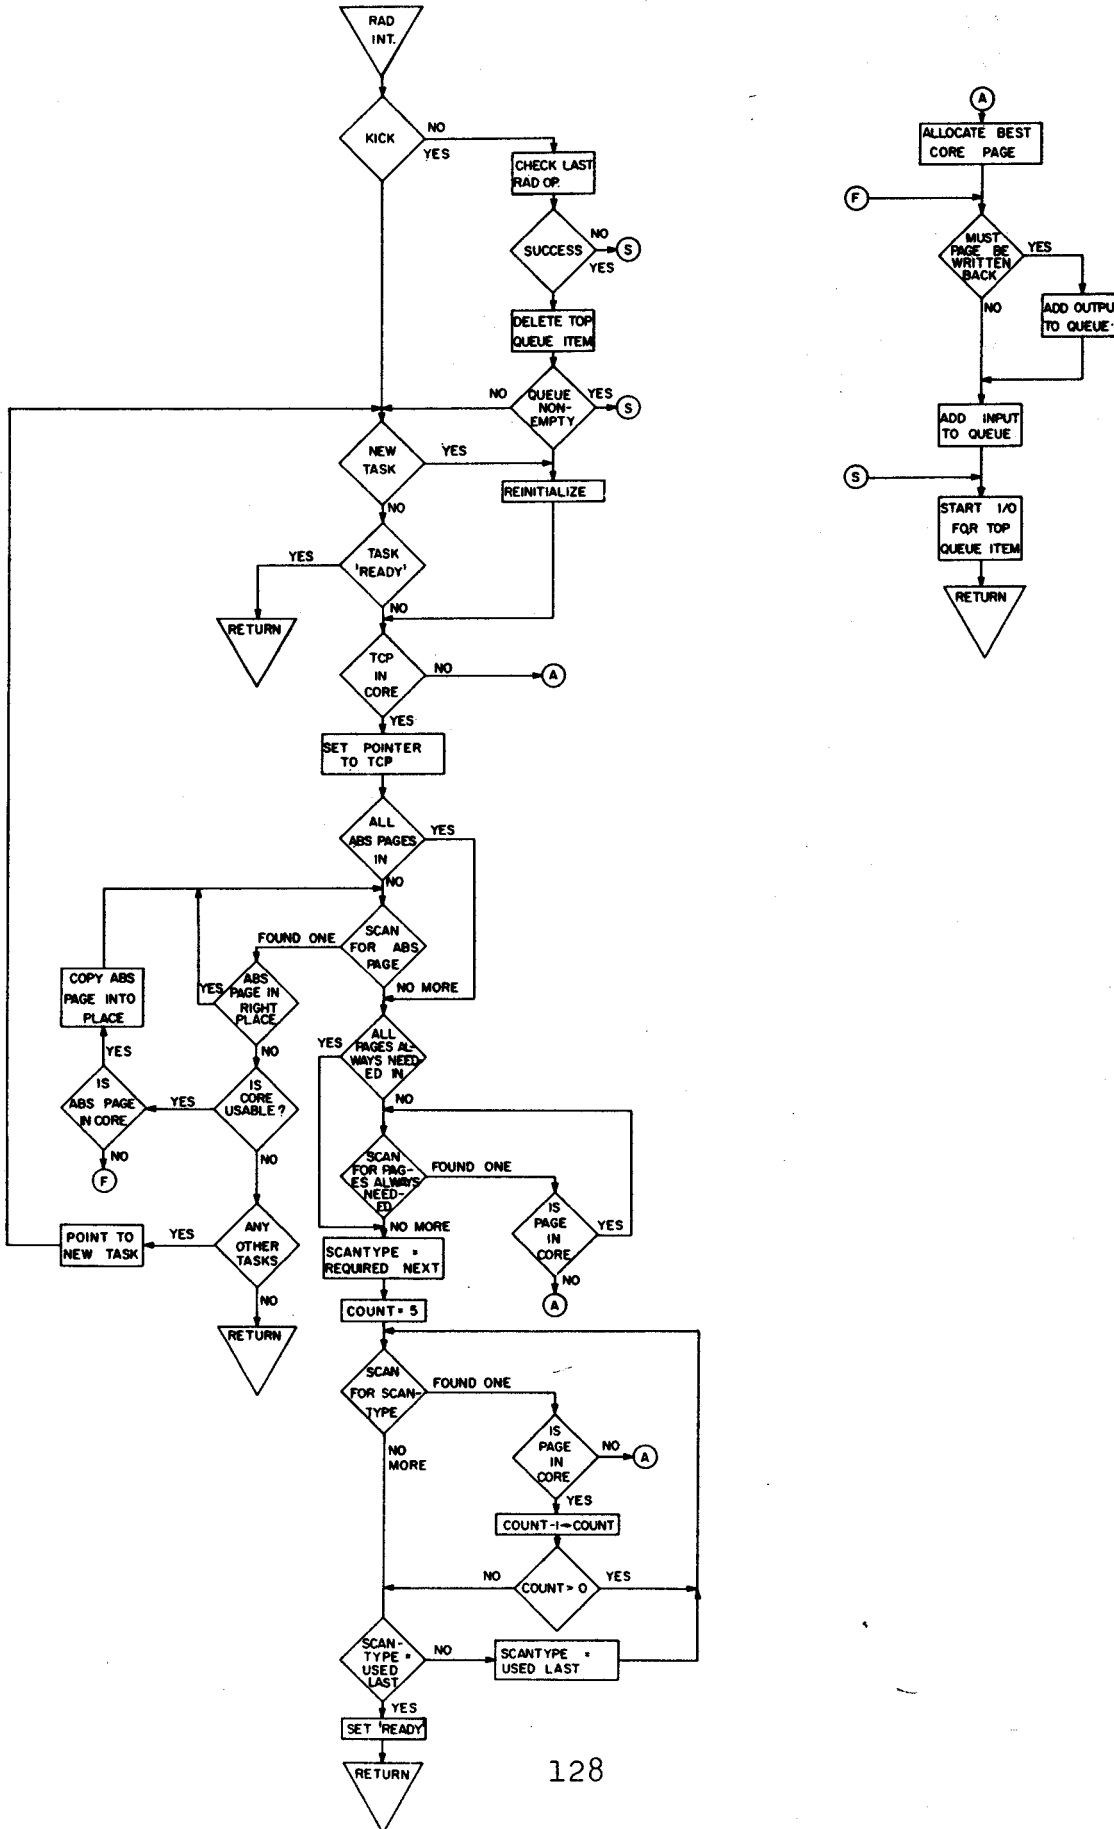 RAD
INT.
KICK
NO
YES
CHECK LAST
RAD OP.
SUCCESS
NO
S
YES
DELETE TOP
QUEUE ITEM
NO
QUEUE
NON-
EMPTY
YES
S
NEW
TASK
YES
REINITIALIZE
NO
YES
TASK
'READY'
RETURN
NO
TCP
IN
CORE
NO
A
YES
SET POINTER
TO TCP
ALL
ABS PAGES
IN
YES
NO
FOUND ONE
SCAN
FOR ABS
PAGE
NO MORE
COPY ABS
PAGE INTO
PLACE
YES
ABS
PAGE IN
RIGHT
PLACE
NO
YES
IS
ABS PAGE
IN CORE
YES
IS
CORE
USABLE?
NO
F
NO
YES
ALL
PAGES AL-
WAYS NEED-
ED IN
NO
SCAN
FOR PAG-
ES ALWAYS
NEED-
ED
FOUND ONE
IS
PAGE
IN
CORE
YES
NO
A
NO MORE
POINT TO
NEW TASK
YES
ANY
OTHER
TASKS
NO
RETURN
SCANTYPE =
REQUIRED NEXT
COUNT = 5
SCAN
FOR SCAN-
TYPE
FOUND ONE
NO
MORE
IS
PAGE
IN
CORE
NO
A
YES
COUNT-1→COUNT
NO
COUNT > 0
YES
SCAN-
TYPE =
USED
LAST
NO
SCANTYPE =
USED LAST
YES
SET 'READY'
RETURN
A
ALLOCATE BEST
CORE PAGE
F
MUST
PAGE BE
WRITTEN
BACK
YES
NO
ADD OUTPU
TO QUEUE
ADD INPUT
TO QUEUE
S
START I/O
FOR TOP
QUEUE ITEM
RETURN
128